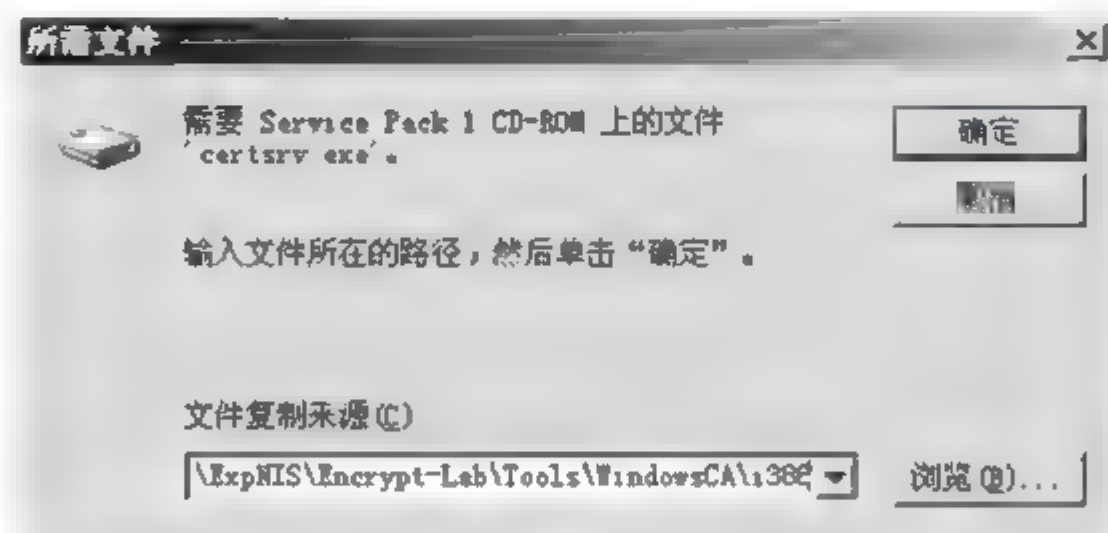 所需文件
需要 Service Pack 1 CD-ROM 上的文件
'certsrv exe'。
确定
输入文件所在的路径，然后单击“确定”。
文件复制来源(C)
\ExpNIS\Encrypt-Lab\Tools\WindowsCA\i386
浏览(B)...